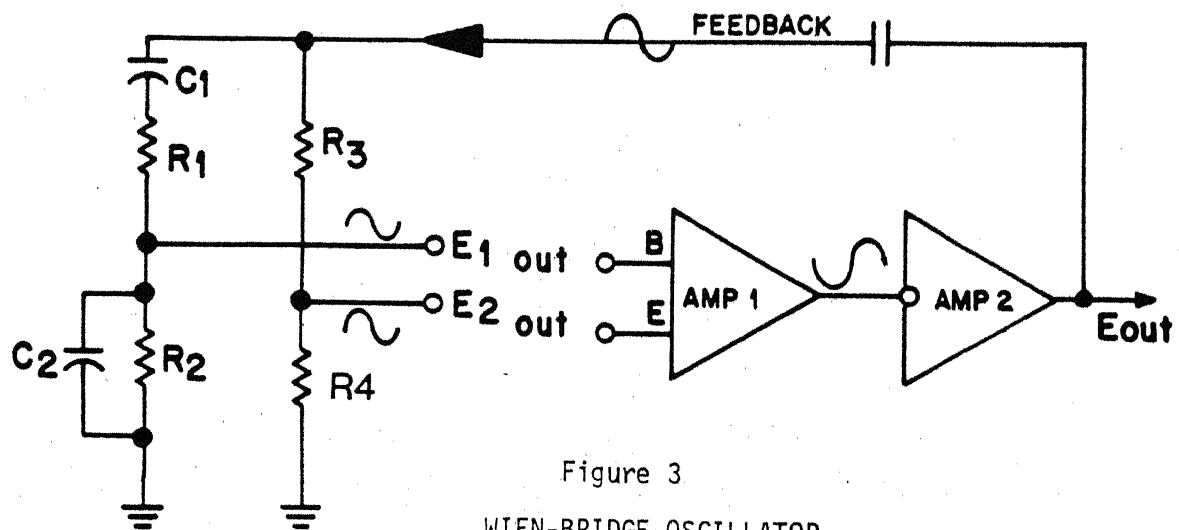 FEEDBACK
C1
R1
R3
E1 out
B
AMP 1
AMP 2
E2 out
E
Eout
C2
R2
R4
Figure 3
WIEN-BRIDGE OSCILLATOR